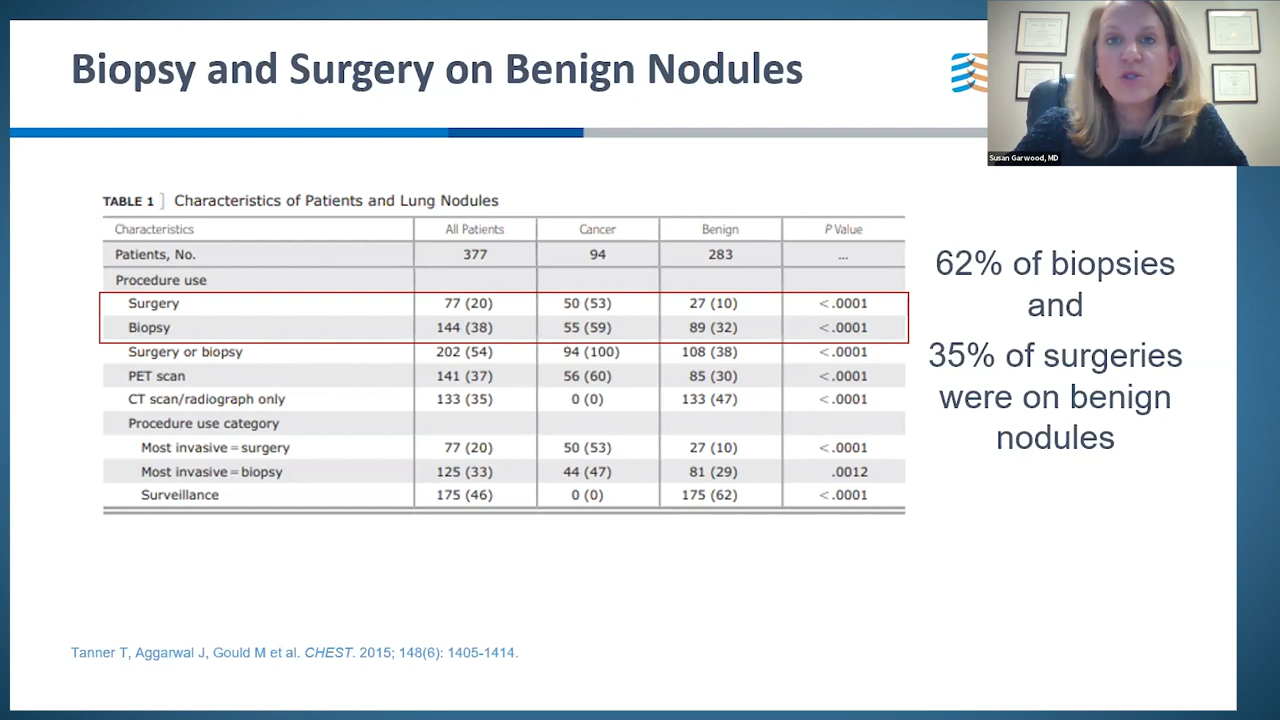 Biopsy and Surgery on Benign Nodules
Susan Garwood, MD
TABLE 1 ] Characteristics of Patients and Lung Nodules
Characteristics All Patients Cancer Benign P Value
Patients, No. 377 94 283 ...
Procedure use
Surgery 77 (20) 50 (53) 27 (10) <.0001
Biopsy 144 (38) 55 (59) 89 (32) <.0001
Surgery or biopsy 202 (54) 94 (100) 108 (38) <.0001
PET scan 141 (37) 56 (60) 85 (30) <.0001
CT scan/radiograph only 133 (35) 0 (0) 133 (47) <.0001
Procedure use category
Most invasive = surgery 77 (20) 50 (53) 27 (10) <.0001
Most invasive = biopsy 125 (33) 44 (47) 81 (29) .0012
Surveillance 175 (46) 0 (0) 175 (62) <.0001
62% of biopsies
and
35% of surgeries
were on benign
nodules
Tanner T, Aggarwal J, Gould M et al. CHEST. 2015; 148(6): 1405-1414.